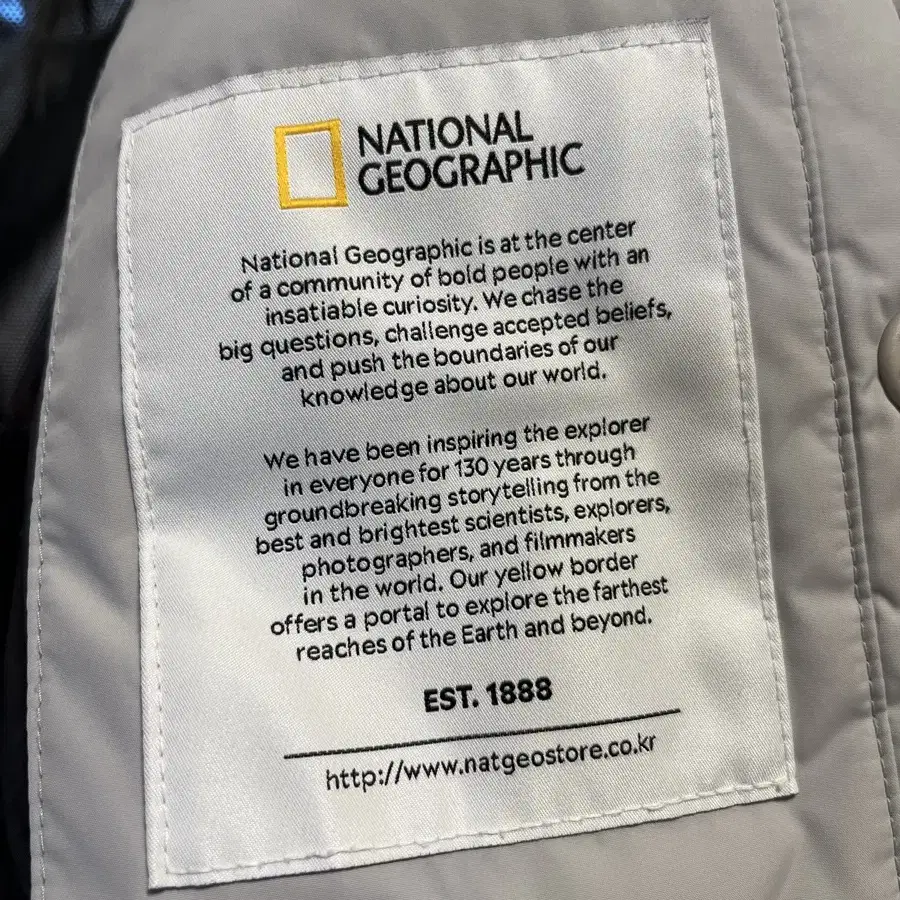 NATIONAL
GEOGRAPHIC
National Geographic is at the center
of a community of bold people with an
insatiable curiosity. We chase the
big questions, challenge accepted beliefs,
and push the boundaries of our
knowledge about our world.
We have been inspiring the explorer
in everyone for 130 years through
groundbreaking storytelling from the
best and brightest scientists, explorers,
photographers, and filmmakers
in the world. Our yellow border
offers a portal to explore the farthest
reaches of the Earth and beyond.
EST. 1888
http://www.natgeostore.co.kr